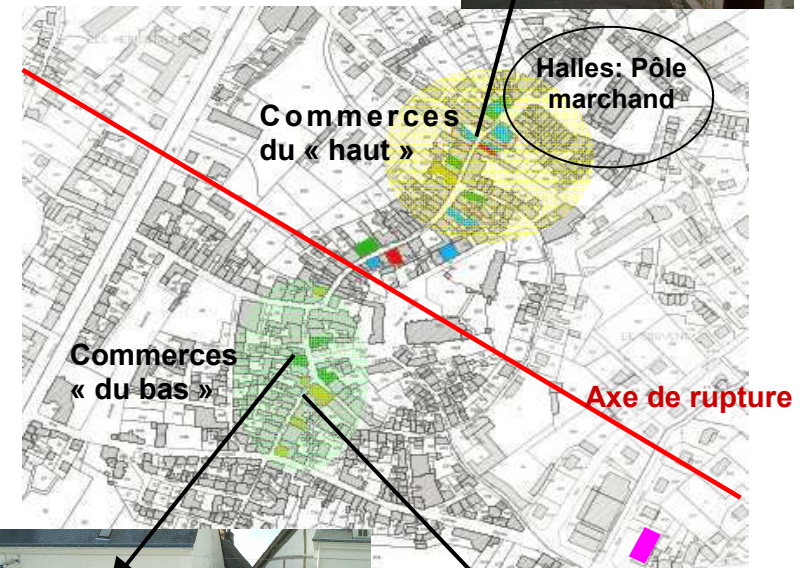 Halles: Pôle
marchand
Commerces
du « haut »
Commerces
« du bas »
Axe de rupture